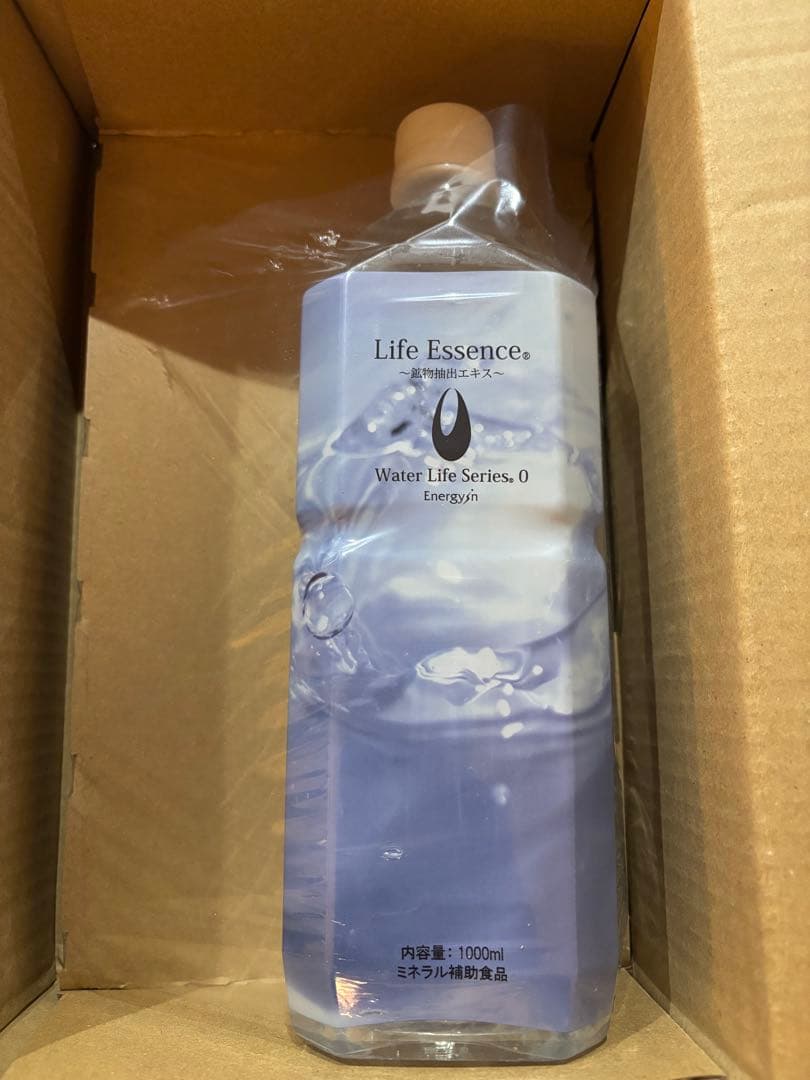 Life Essence®
～鉱物抽出エキス～
Water Life Series® 0
Energyin
内容量：1000ml
ミネラル補助食品